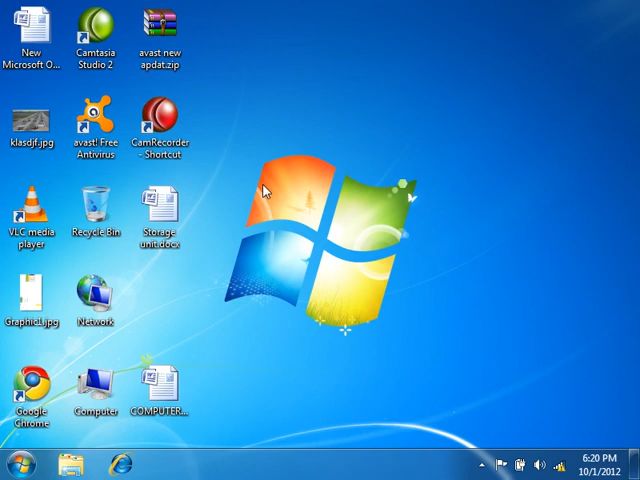 New
Microsoft O...
Camtasia
Studio 2
avast new
apdat.zip
klasdjf.jpg
avast! Free
Antivirus
CamRecorder
- Shortcut
VLC media
player
Recycle Bin
Storage
unit.docx
Graphic1.jpg
Network
Google
Chrome
Computer
COMPUTER...
6:20 PM
10/1/2012